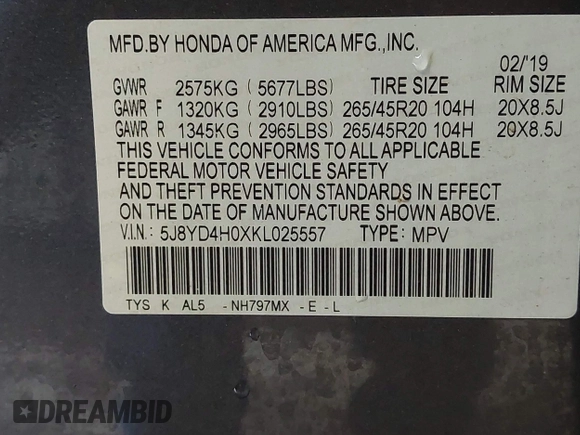 MFD.BY HONDA OF AMERICA MFG.,INC.
02/'19
GVWR 2575KG ( 5677LBS) TIRE SIZE RIM SIZE
GAWR F 1320KG ( 2910LBS) 265/45R20 104H 20X8.5J
GAWR R 1345KG ( 2965LBS) 265/45R20 104H 20X8.5J
THIS VEHICLE CONFORMS TO ALL APPLICABLE
FEDERAL MOTOR VEHICLE SAFETY
AND THEFT PREVENTION STANDARDS IN EFFECT
ON THE DATE OF MANUFACTURE SHOWN ABOVE.
V.I.N.: 5J8YD4H0XKL025557 TYPE: MPV
TYS K AL5 -NH797MX -E -L
DREAMBID